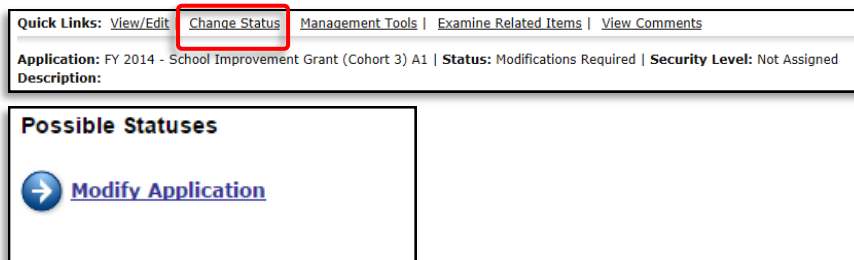 Quick Links: View/Edit | Change Status Management Tools | Examine Related Items | View Comments
Application: FY 2014 - School Improvement Grant (Cohort 3) A1 | Status: Modifications Required | Security Level: Not Assigned
Description:
Possible Statuses
Modify Application